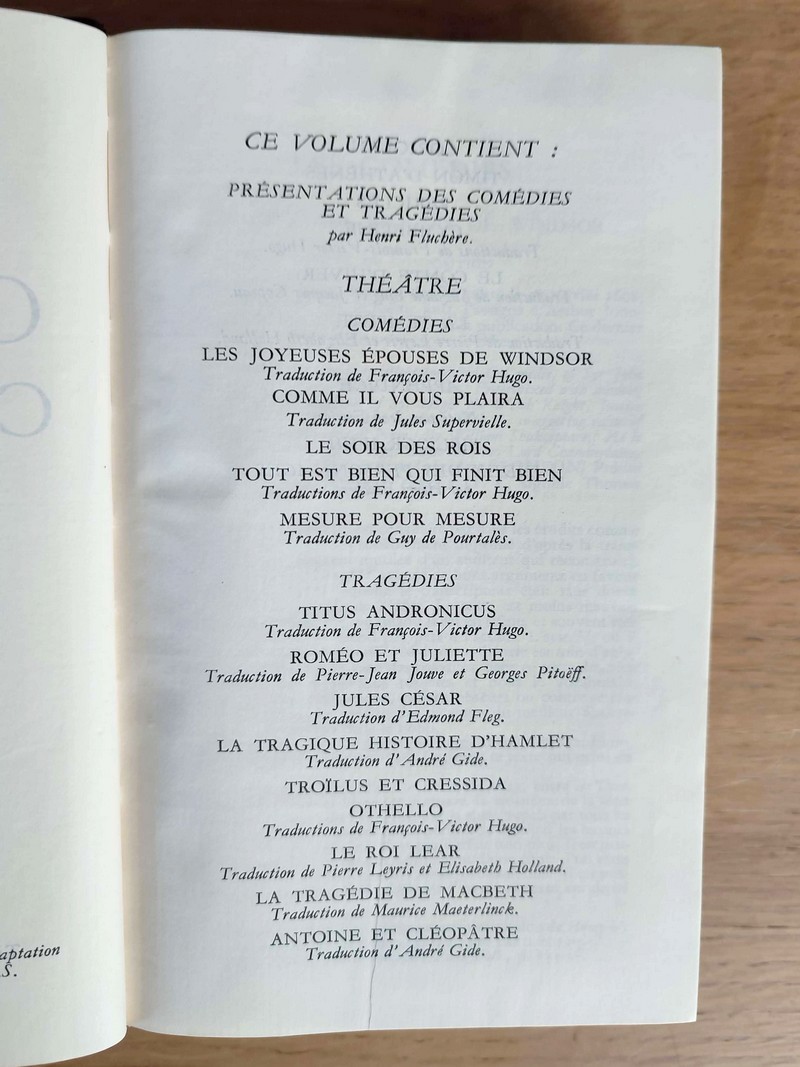 CE VOLUME CONTIENT :
PRÉSENTATIONS DES COMÉDIES
ET TRAGÉDIES
par Henri Fluchère.
THÉÂTRE
COMÉDIES
LES JOYEUSES ÉPOUSES DE WINDSOR
Traduction de François-Victor Hugo.
COMME IL VOUS PLAIRA
Traduction de Jules Supervielle.
LE SOIR DES ROIS
TOUT EST BIEN QUI FINIT BIEN
Traductions de François-Victor Hugo.
MESURE POUR MESURE
Traduction de Guy de Pourtalès.
TRAGÉDIES
TITUS ANDRONICUS
Traduction de François-Victor Hugo.
ROMÉO ET JULIETTE
Traduction de Pierre-Jean Jouve et Georges Pitoëff.
JULES CÉSAR
Traduction d'Edmond Fleg.
LA TRAGIQUE HISTOIRE D'HAMLET
Traduction d'André Gide.
TROÏLUS ET CRESSIDA
OTHELLO
Traductions de François-Victor Hugo.
LE ROI LEAR
Traduction de Pierre Leyris et Elisabeth Holland.
LA TRAGÉDIE DE MACBETH
Traduction de Maurice Maeterlinck.
ANTOINE ET CLÉOPÂTRE
Traduction d'André Gide.
aptation
S.